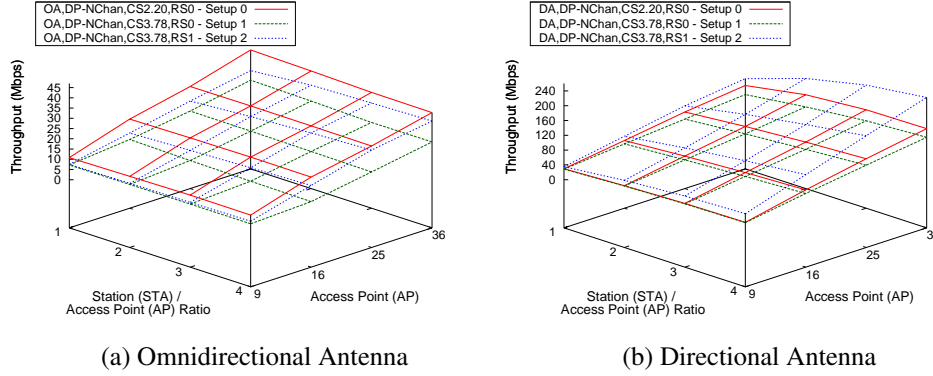 OA,DP-NChan,CS2.20,RS0 - Setup 0
OA,DP-NChan,CS3.78,RS0 - Setup 1
OA,DP-NChan,CS3.78,RS1 - Setup 2
Throughput (Mbps)
45
40
35
30
25
20
15
10
5
0
1
2
3
4
9
16
25
36
Station (STA) /
Access Point (AP) Ratio
Access Point (AP)
(a) Omnidirectional Antenna
DA,DP-NChan,CS2.20,RS0 - Setup 0
DA,DP-NChan,CS3.78,RS0 - Setup 1
DA,DP-NChan,CS3.78,RS1 - Setup 2
Throughput (Mbps)
240
200
160
120
80
40
0
1
2
3
4
9
16
25
3
Station (STA) /
Access Point (AP) Ratio
Access Point (AP)
(b) Directional Antenna